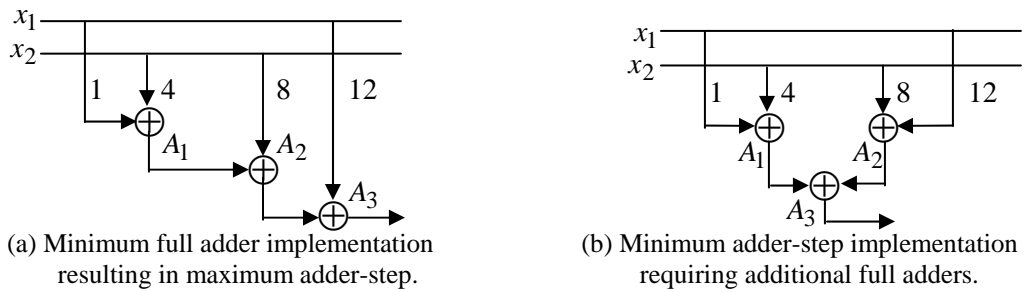 x1
x2
1 4 8 12
A1 A2
A3
(a) Minimum full adder implementation
resulting in maximum adder-step.
x1
x2
1 4 8 12
A1 A2
A3
(b) Minimum adder-step implementation
requiring additional full adders.